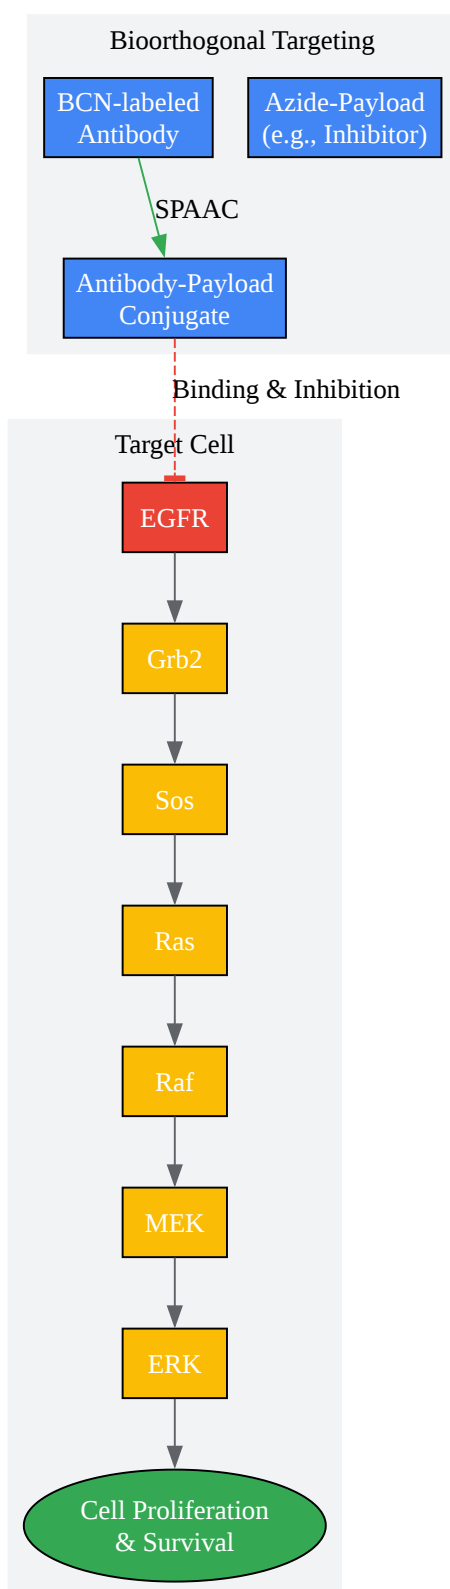 Bioorthogonal Targeting
BCN-labeled
Antibody
Azide-Payload
(e.g., Inhibitor)
SPAAC
Antibody-Payload
Conjugate
Binding & Inhibition
Target Cell
EGFR
Grb2
Sos
Ras
Raf
MEK
ERK
Cell Proliferation
& Survival